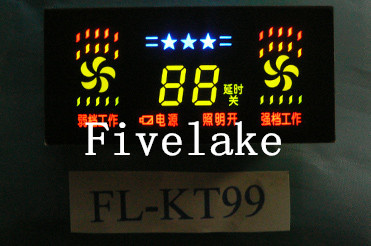 88
延时
关
弱档工作 电源 照明开 强档工作
Fivelake
FL-KT99